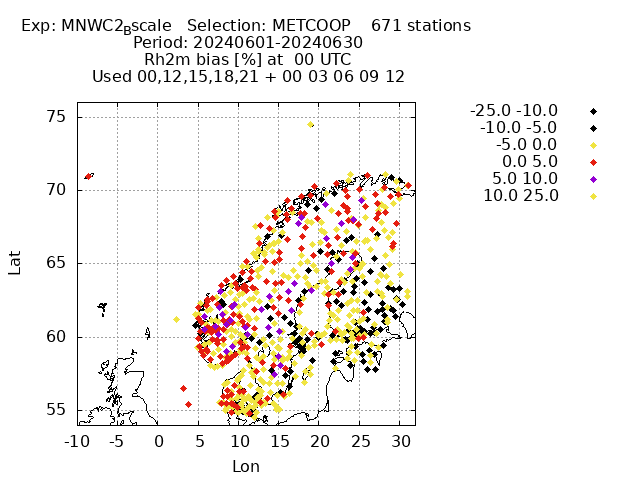 Exp: MNWC2_Bscale Selection: METCOOP 671 stations
Period: 20240601-20240630
Rh2m bias [%] at 00 UTC
Used 00,12,15,18,21 + 00 03 06 09 12
-25.0 -10.0
-10.0 -5.0
-5.0 0.0
0.0 5.0
5.0 10.0
10.0 25.0
75
70
65
60
55
Lat
-10 -5 0 5 10 15 20 25 30
Lon